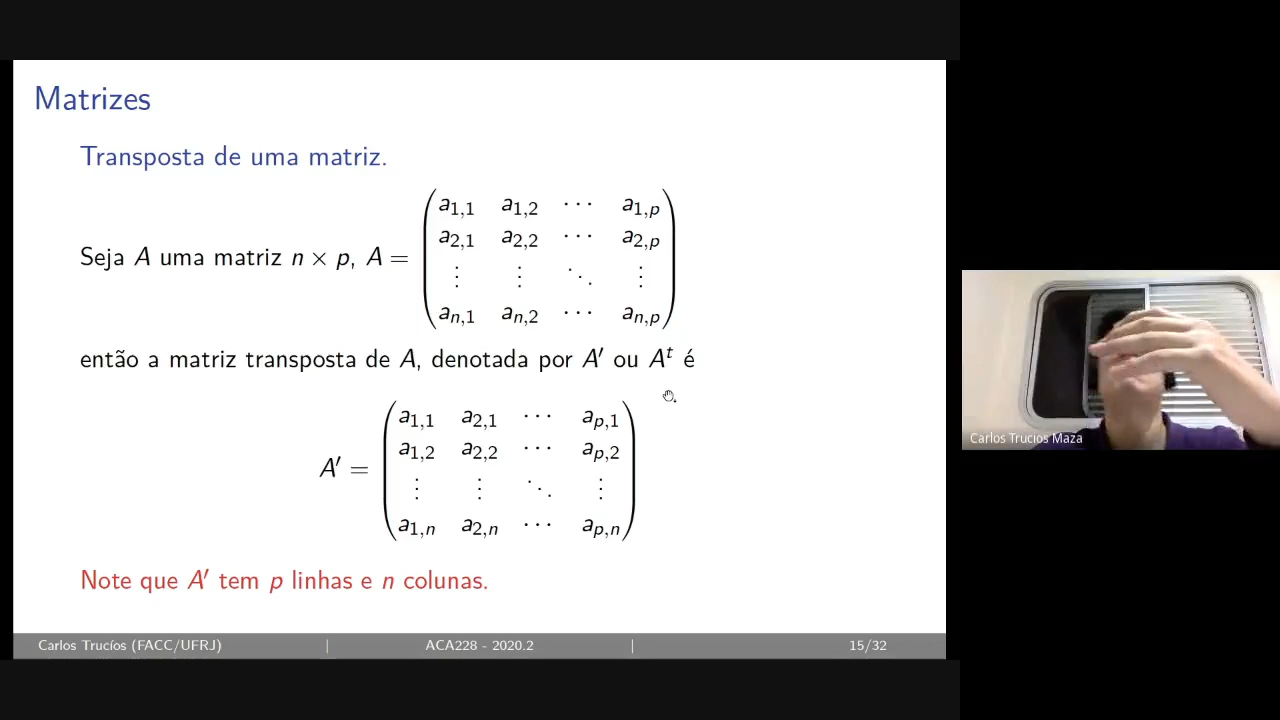 Matrizes
Transposta de uma matriz.
Seja A uma matriz n × p, A =
a1,1 a1,2 ⋯ a1,p
a2,1 a2,2 ⋯ a2,p
⋮ ⋮ ⋱ ⋮
an,1 an,2 ⋯ an,p
então a matriz transposta de A, denotada por A′ ou Aᵗ é
A′ =
a1,1 a2,1 ⋯ ap,1
a1,2 a2,2 ⋯ ap,2
⋮ ⋮ ⋱ ⋮
a1,n a2,n ⋯ ap,n
Note que A′ tem p linhas e n colunas.
Carlos Trucíos (FACC/UFRJ) | ACA228 - 2020.2 | 15/32
Carlos Trucios Maza